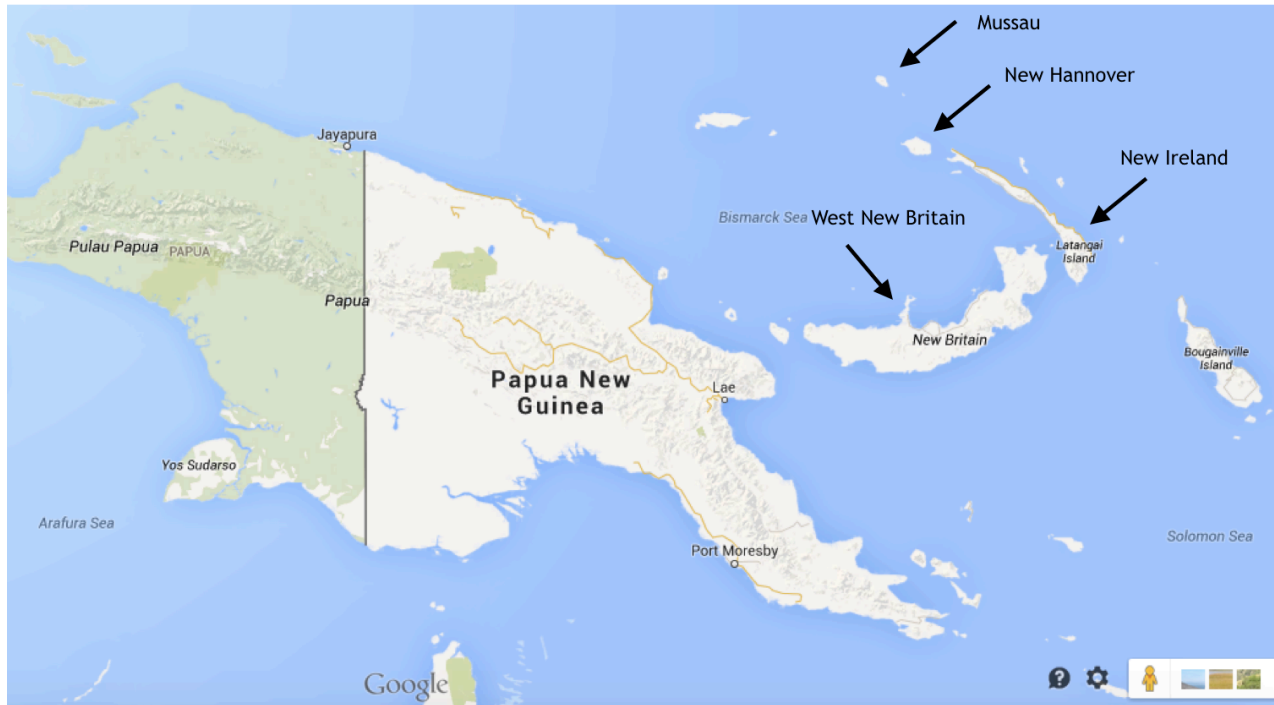 Mussau
New Hannover
Jayapura
New Ireland
Bismarck Sea
West New Britain
Pulau Papua
PAPUA
Latangai
Island
Papua
New Britain
Bougainville
Island
Papua New
Guinea
Lae
Yos Sudarso
Arafura Sea
Solomon Sea
Port Moresby
Google
?